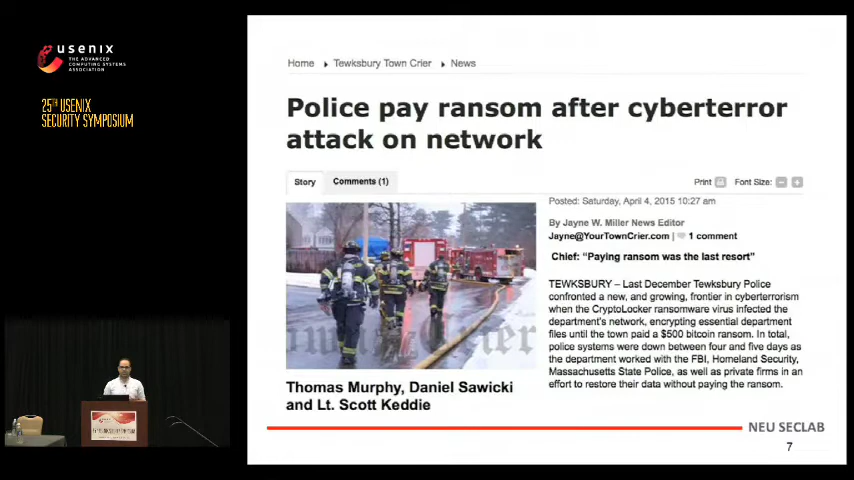 usenix
THE ADVANCED
COMPUTING SYSTEMS
ASSOCIATION
25TH USENIX
SECURITY SYMPOSIUM
Home Tewksbury Town Crier News
Police pay ransom after cyberterror
attack on network
Story Comments (1) Print Font Size:
Posted: Saturday, April 4, 2015 10:27 am
By Jayne W. Miller News Editor
Jayne@YourTownCrier.com | 1 comment
Chief: “Paying ransom was the last resort”
TEWKSBURY – Last December Tewksbury Police
confronted a new, and growing, frontier in cyberterrorism
when the CryptoLocker ransomware virus infected the
department's network, encrypting essential department
files until the town paid a $500 bitcoin ransom. In total,
police systems were down between four and five days as
the department worked with the FBI, Homeland Security,
Massachusetts State Police, as well as private firms in an
effort to restore their data without paying the ransom.
Thomas Murphy, Daniel Sawicki
and Lt. Scott Keddie
NEU SECLAB
7